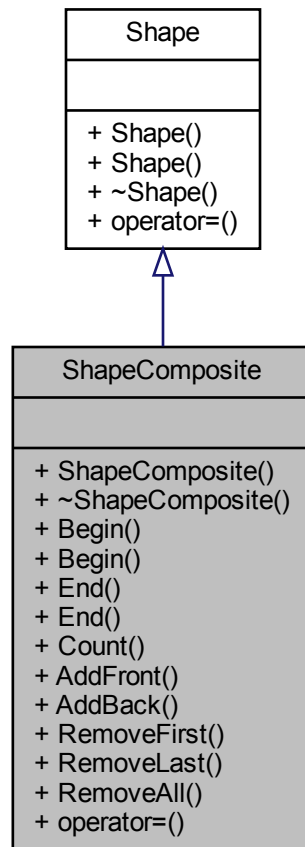 Shape
+ Shape()
+ Shape()
+ ~Shape()
+ operator=()
ShapeComposite
+ ShapeComposite()
+ ~ShapeComposite()
+ Begin()
+ Begin()
+ End()
+ End()
+ Count()
+ AddFront()
+ AddBack()
+ RemoveFirst()
+ RemoveLast()
+ RemoveAll()
+ operator=()